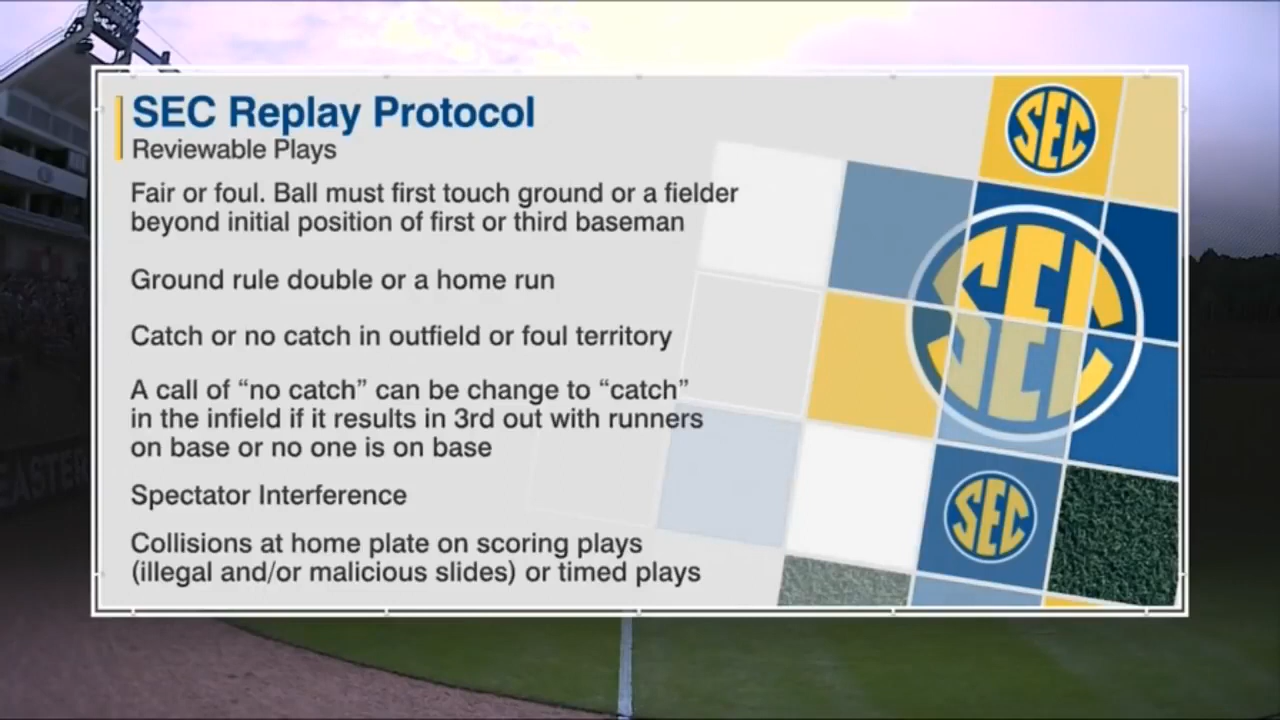 SEC Replay Protocol
SEC
Reviewable Plays
Fair or foul. Ball must first touch ground or a fielder
beyond initial position of first or third baseman
Ground rule double or a home run
SEC
Catch or no catch in outfield or foul territory
A call of “no catch” can be change to “catch”
in the infield if it results in 3rd out with runners
on base or no one is on base
EASTER
Spectator Interference
SEC
Collisions at home plate on scoring plays
(illegal and/or malicious slides) or timed plays